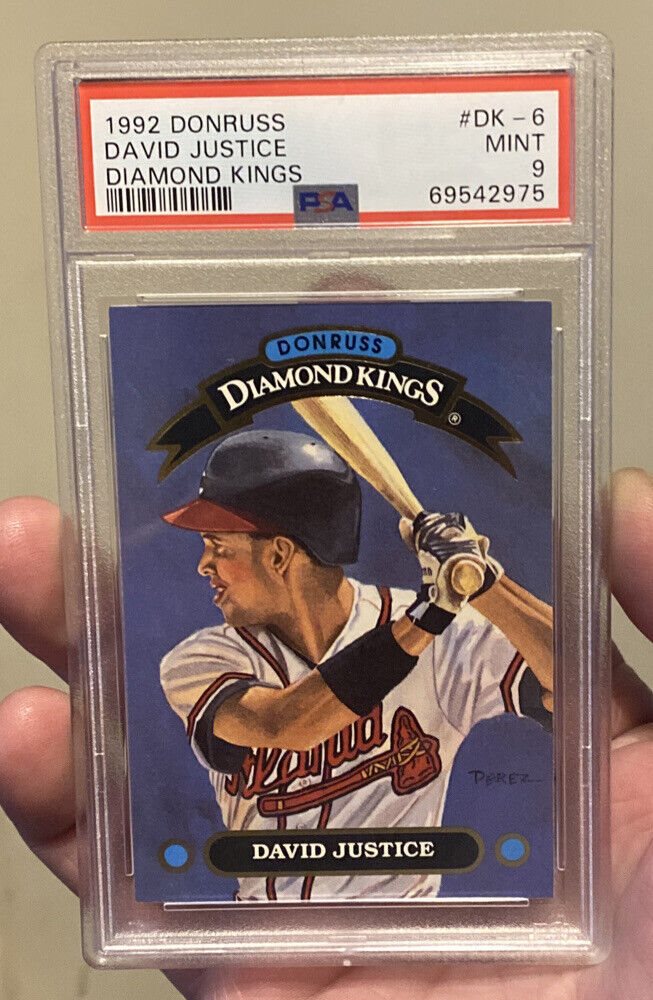 1992 DONRUSS #DK – 6
DAVID JUSTICE MINT
DIAMOND KINGS 9
PSA 69542975
DONRUSS
DIAMOND KINGS ®
Atlanta
PEREZ
DAVID JUSTICE